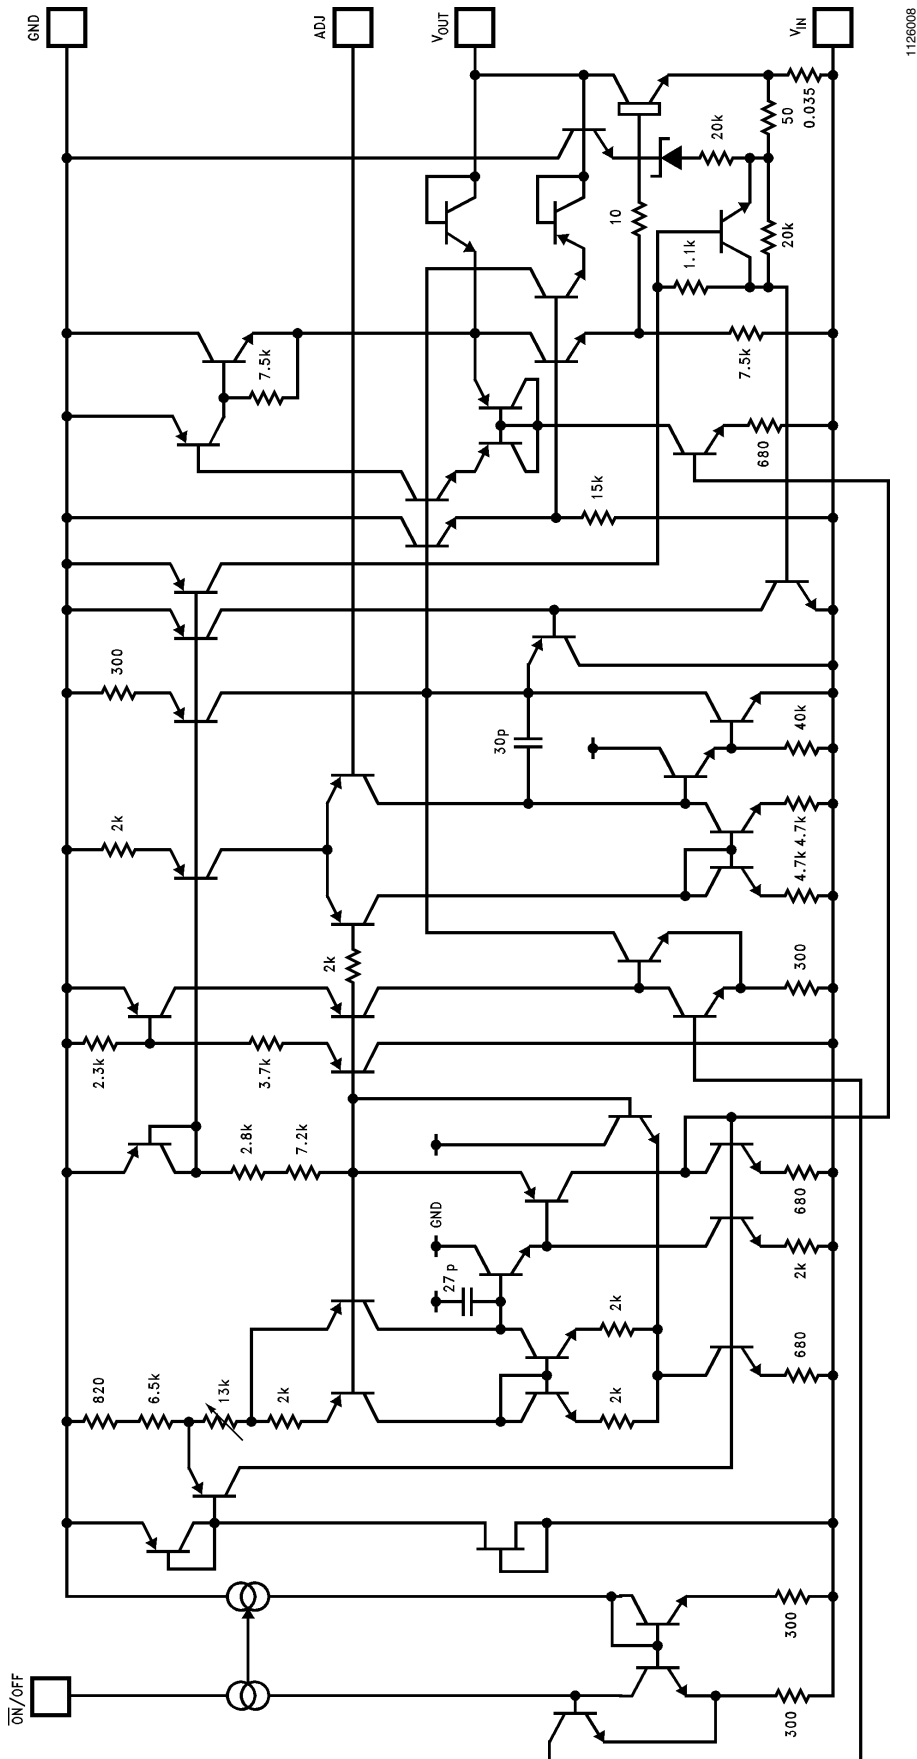 GND
ADJ
VOUT
VIN
1126008
50
0.035
20k
10
20k
1.1k
7.5k
7.5k
680
15k
300
30p
40k
2k
4.7k
4.7k
2k
300
2.3k
3.7k
2.8k
7.2k
GND
680
27 p
2k
2k
820
6.5k
13k
2k
2k
680
300
ON/OFF
300